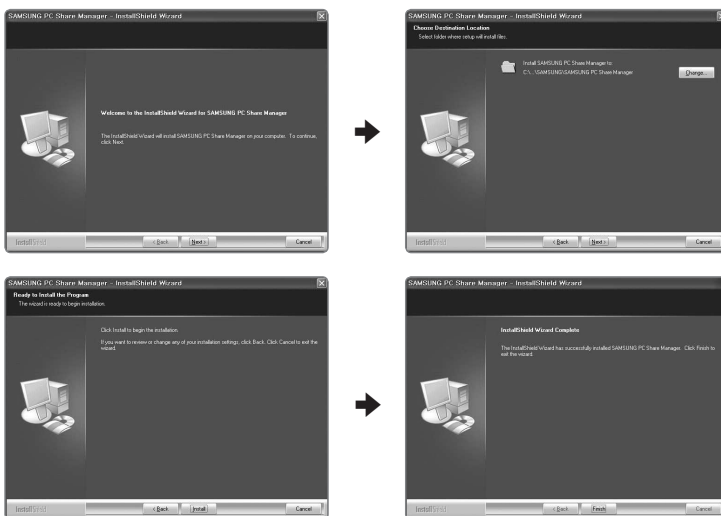 SAMSUNG PC Share Manager - InstallShield Wizard
Welcome to the InstallShield Wizard for SAMSUNG PC Share Manager
The InstallShield Wizard will install SAMSUNG PC Share Manager on your computer. To continue,
click Next.
InstallShield
< Back
Next >
Cancel
SAMSUNG PC Share Manager - InstallShield Wizard
Choose Destination Location
Select folder where setup will install files.
Install SAMSUNG PC Share Manager to:
C:\...\SAMSUNG\SAMSUNG PC Share Manager
Change...
InstallShield
< Back
Next >
Cancel
SAMSUNG PC Share Manager - InstallShield Wizard
Ready to Install the Program
The wizard is ready to begin installation.
Click Install to begin the installation.
If you want to review or change any of your installation settings, click Back. Click Cancel to exit the
wizard.
InstallShield
< Back
Install
Cancel
SAMSUNG PC Share Manager - InstallShield Wizard
InstallShield Wizard Complete
The InstallShield Wizard has successfully installed SAMSUNG PC Share Manager. Click Finish to
exit the wizard.
InstallShield
< Back
Finish
Cancel